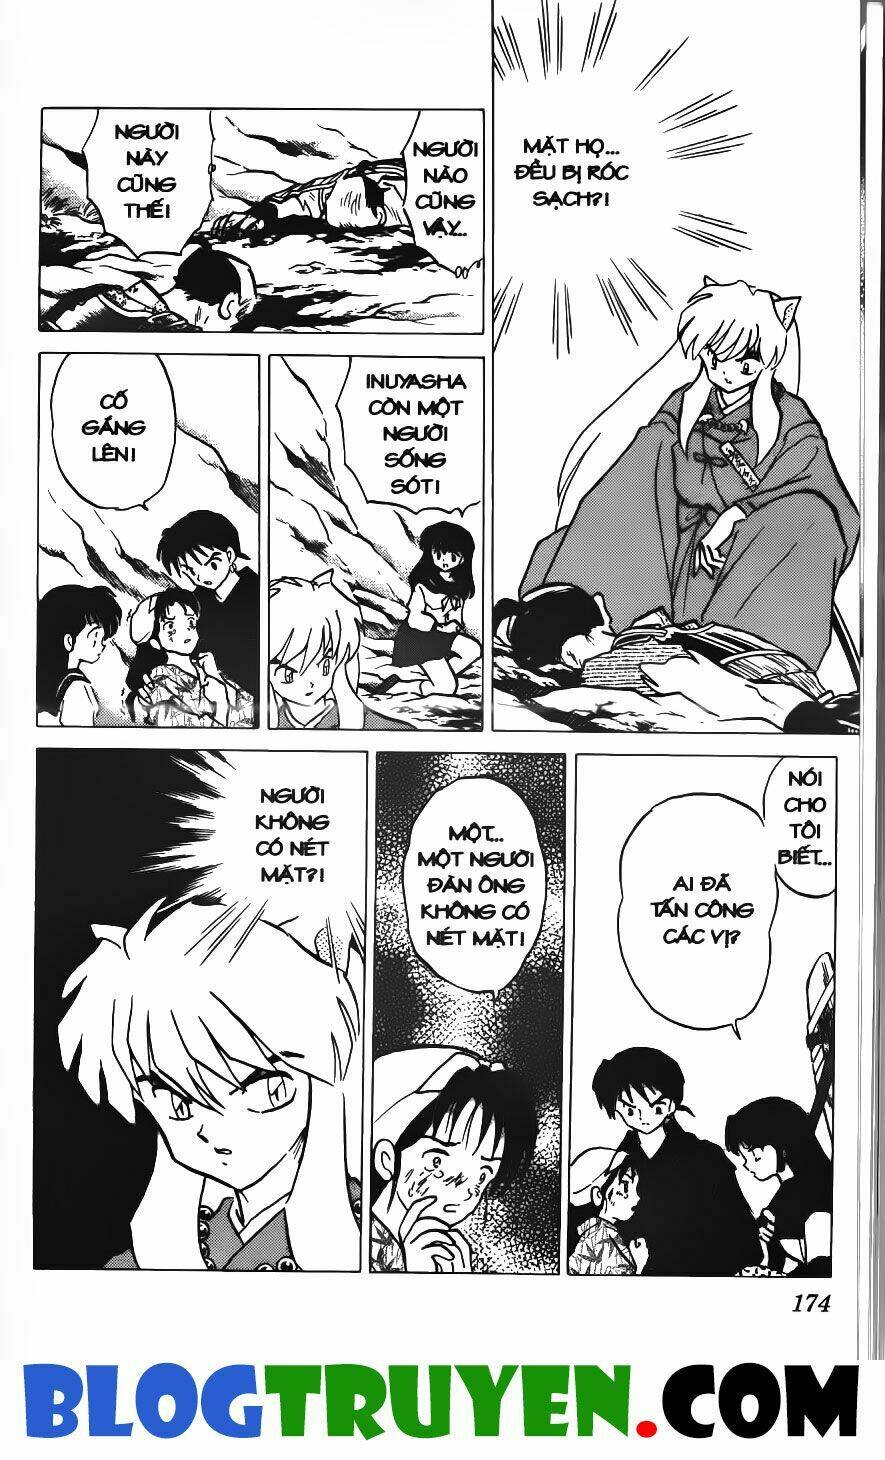 MẶT HỌ...
ĐỀU BỊ RÓC
SẠCH?!
NGƯỜI
NÀO
CŨNG
VẬY...
NGƯỜI
NÀY
CŨNG
THẾ!
INUYASHA
CÒN MỘT
NGƯỜI
SỐNG
SÓT!
CỐ
GẮNG
LÊN!
NÓI
CHO
TÔI
BIẾT...
AI ĐÃ
TẤN CÔNG
CÁC VỊ?
MỘT...
MỘT NGƯỜI
ĐÀN ÔNG
KHÔNG CÓ
NÉT MẶT!
NGƯỜI
KHÔNG
CÓ NÉT
MẶT?!
174
BLOGTRUYEN.COM